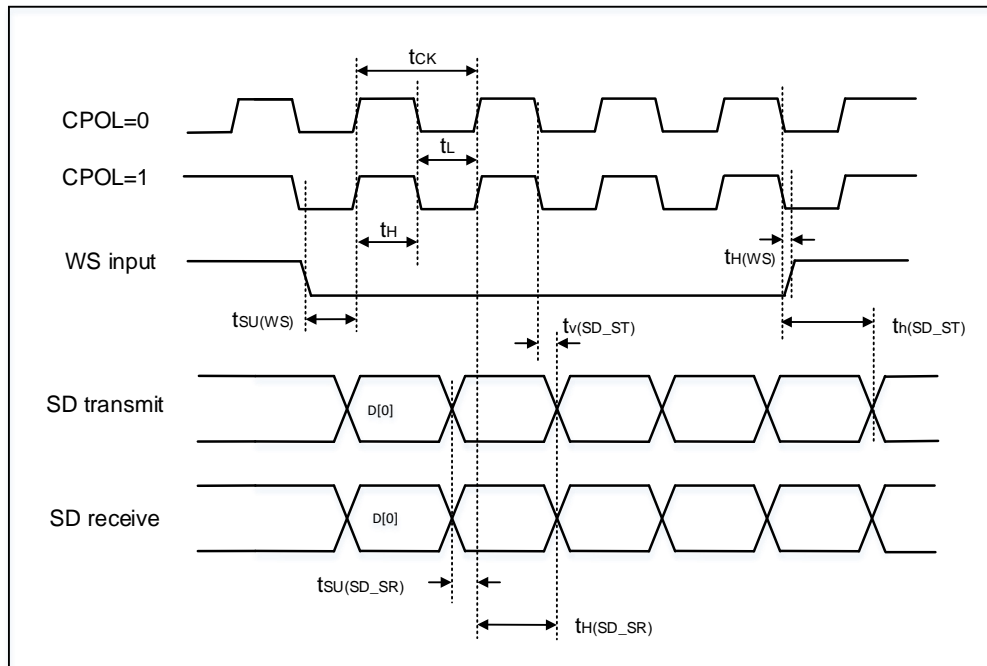 tCK
CPOL=0
tL
CPOL=1
tH
tH(WS)
WS input
tSU(WS)
tv(SD_ST)
th(SD_ST)
SD transmit
D[0]
SD receive
D[0]
tSU(SD_SR)
tH(SD_SR)